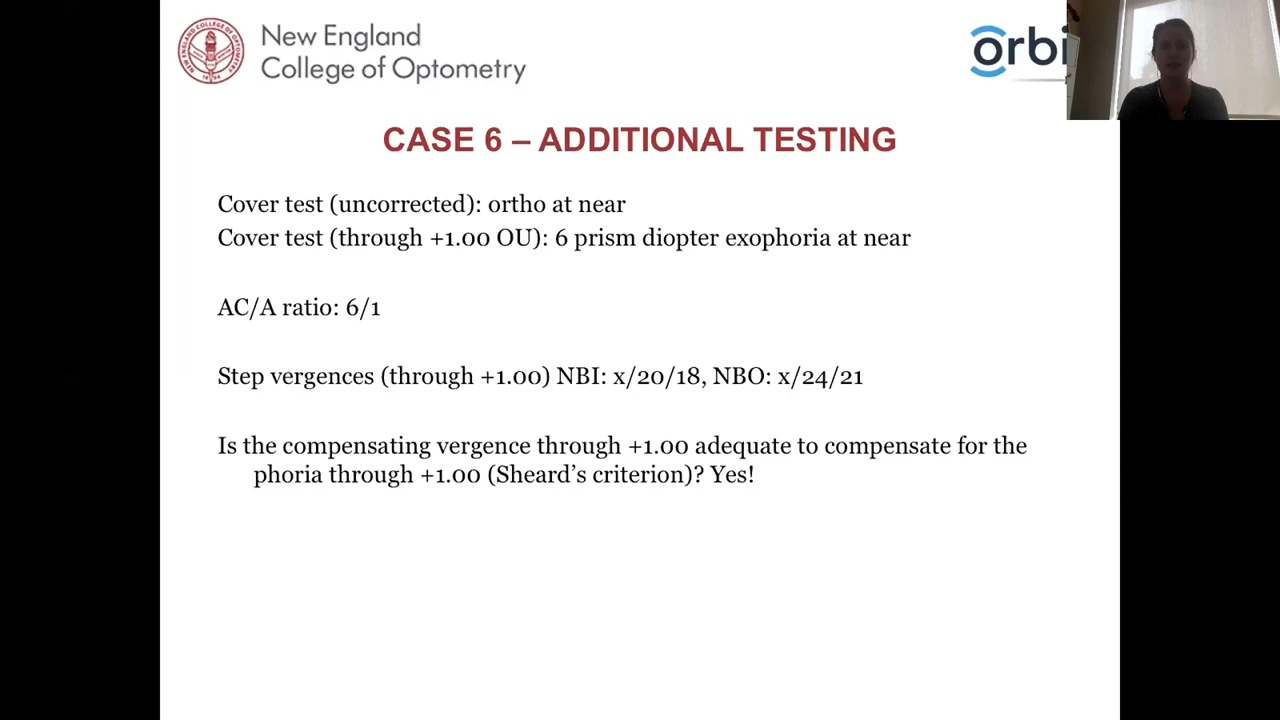 New England
College of Optometry
orbi
CASE 6 – ADDITIONAL TESTING
Cover test (uncorrected): ortho at near
Cover test (through +1.00 OU): 6 prism diopter exophoria at near
AC/A ratio: 6/1
Step vergences (through +1.00) NBI: x/20/18, NBO: x/24/21
Is the compensating vergence through +1.00 adequate to compensate for the
phoria through +1.00 (Sheard’s criterion)? Yes!